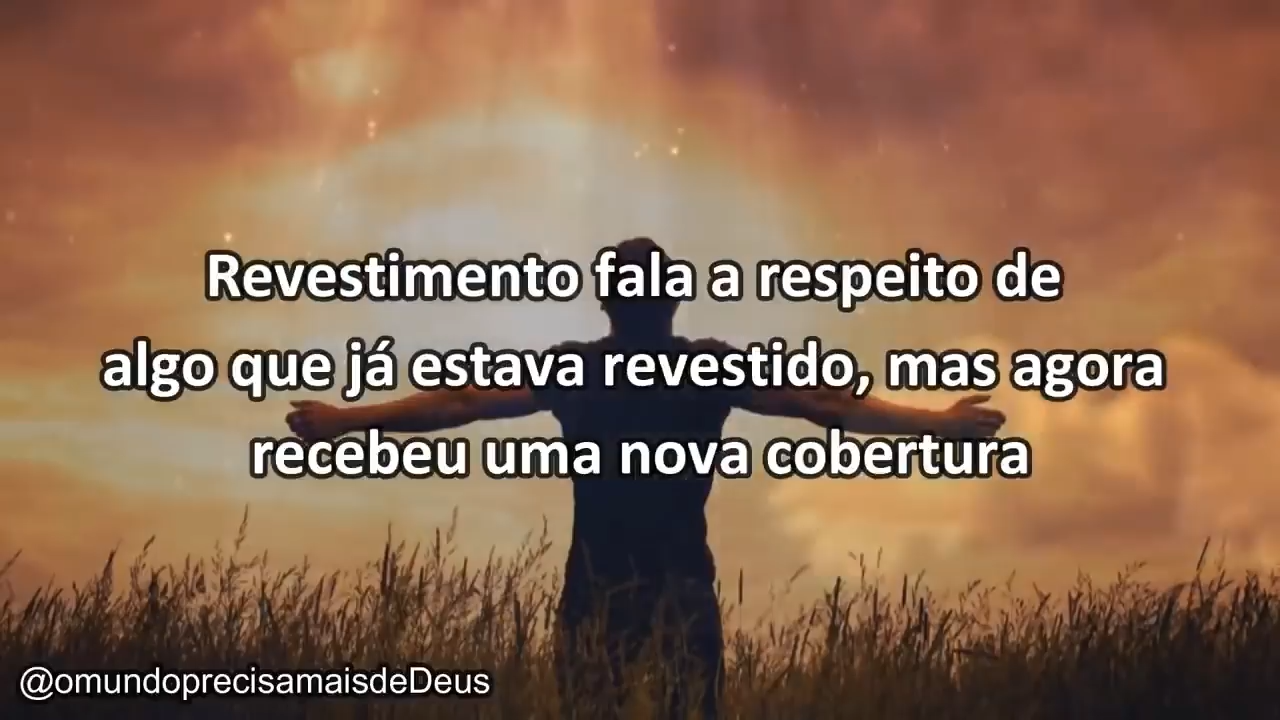 Revestimento fala a respeito de
algo que já estava revestido, mas agora
recebeu uma nova cobertura
@omundoprecisamaisdeDeus